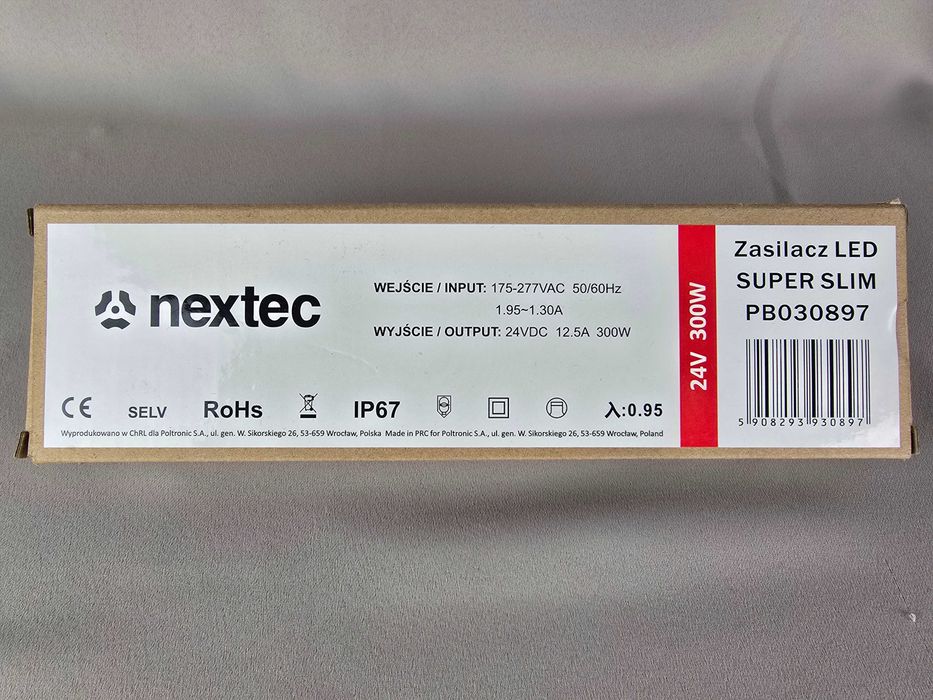 nextec
WEJŚCIE / INPUT: 175-277VAC 50/60Hz
1.95~1.30A
WYJŚCIE / OUTPUT: 24VDC 12.5A 300W
CE SELV RoHs IP67 λ:0.95
Wyprodukowano w ChRL dla Poltronic S.A., ul. gen. W. Sikorskiego 26, 53-659 Wrocław, Polska Made in PRC for Poltronic S.A., ul. gen. W. Sikorskiego 26, 53-659 Wrocław, Poland
24V 300W
Zasilacz LED
SUPER SLIM
PB030897
5 908293 930897